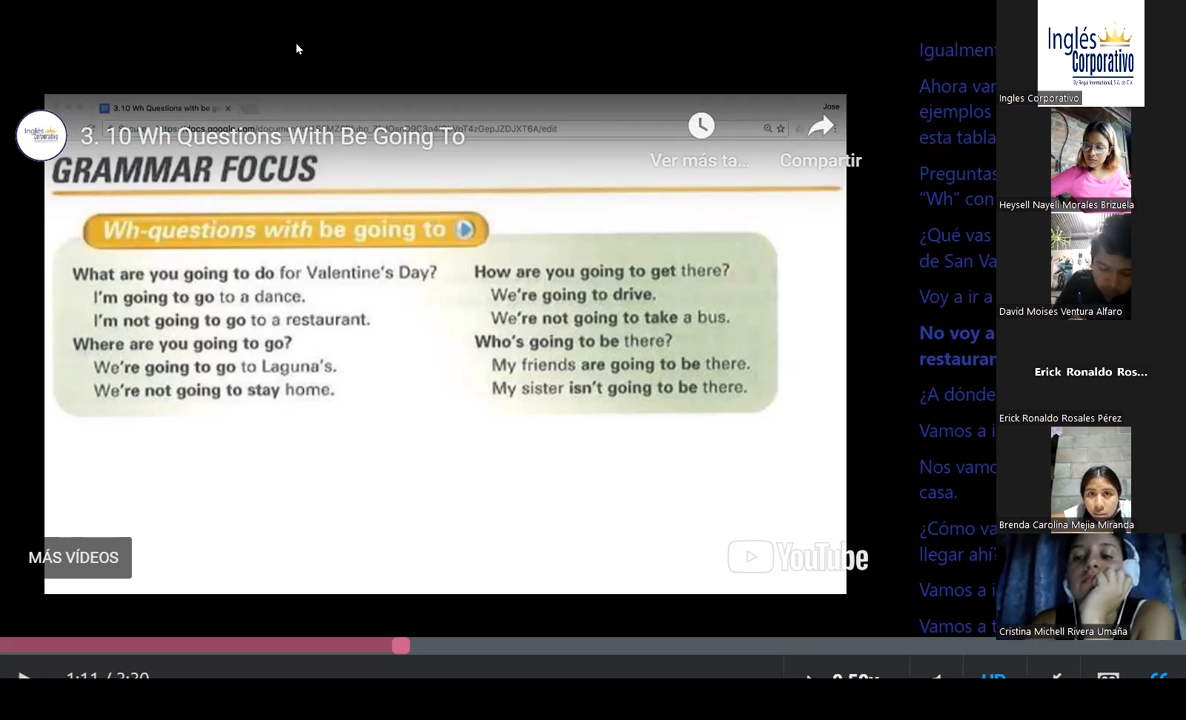 3.10 Wh Questions with be
Jose
3. 10 Wh Questions With Be Going To
Ver más ta...
Compartir
GRAMMAR FOCUS
Wh-questions with be going to
What are you going to do for Valentine's Day?
I'm going to go to a dance.
I'm not going to go to a restaurant.
Where are you going to go?
We're going to go to Laguna's.
We're not going to stay home.
How are you going to get there?
We're going to drive.
We're not going to take a bus.
Who's going to be there?
My friends are going to be there.
My sister isn't going to be there.
MÁS VÍDEOS
YouTube
1:11 / 3:30
HD
Ahora
ejemplos
esta tabla
Preguntas
"Wh" con
¿Qué vas
de San
Voy a ir a
No voy a
¿A dónde
Vamos a
Nos
casa.
¿Cómo
llegar ahí?
Vamos a
Vamos a
Inglés
Corporativo
Ingles Corporativo
Heysell Nayeli Morales Brizuela
David Moises Ventura Alfaro
Erick Ronaldo Ros...
Erick Ronaldo Rosales Pérez
Brenda Carolina Mejia Miranda
Cristina Michell Rivera Umaña